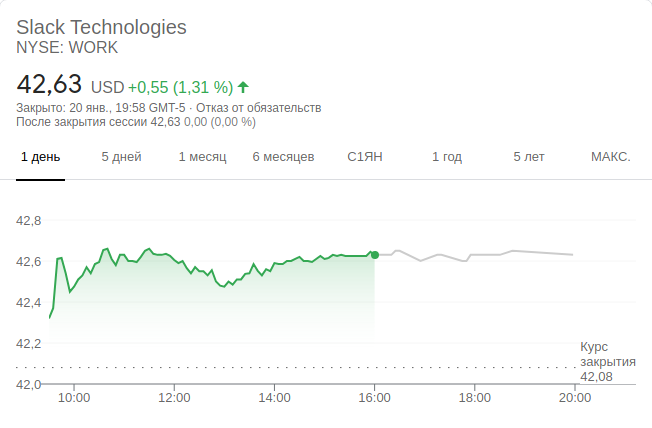 Slack Technologies
NYSE: WORK
42,63 USD +0,55 (1,31 %)
Закрыто: 20 янв., 19:58 GMT-5 · Отказ от обязательств
После закрытия сессии 42,63 0,00 (0,00 %)
1 день 5 дней 1 месяц 6 месяцев С1ЯН 1 год 5 лет МАКС.
42,8
42,6
42,4
42,2
Курс
закрытия
42,08
42,0
10:00 12:00 14:00 16:00 18:00 20:00